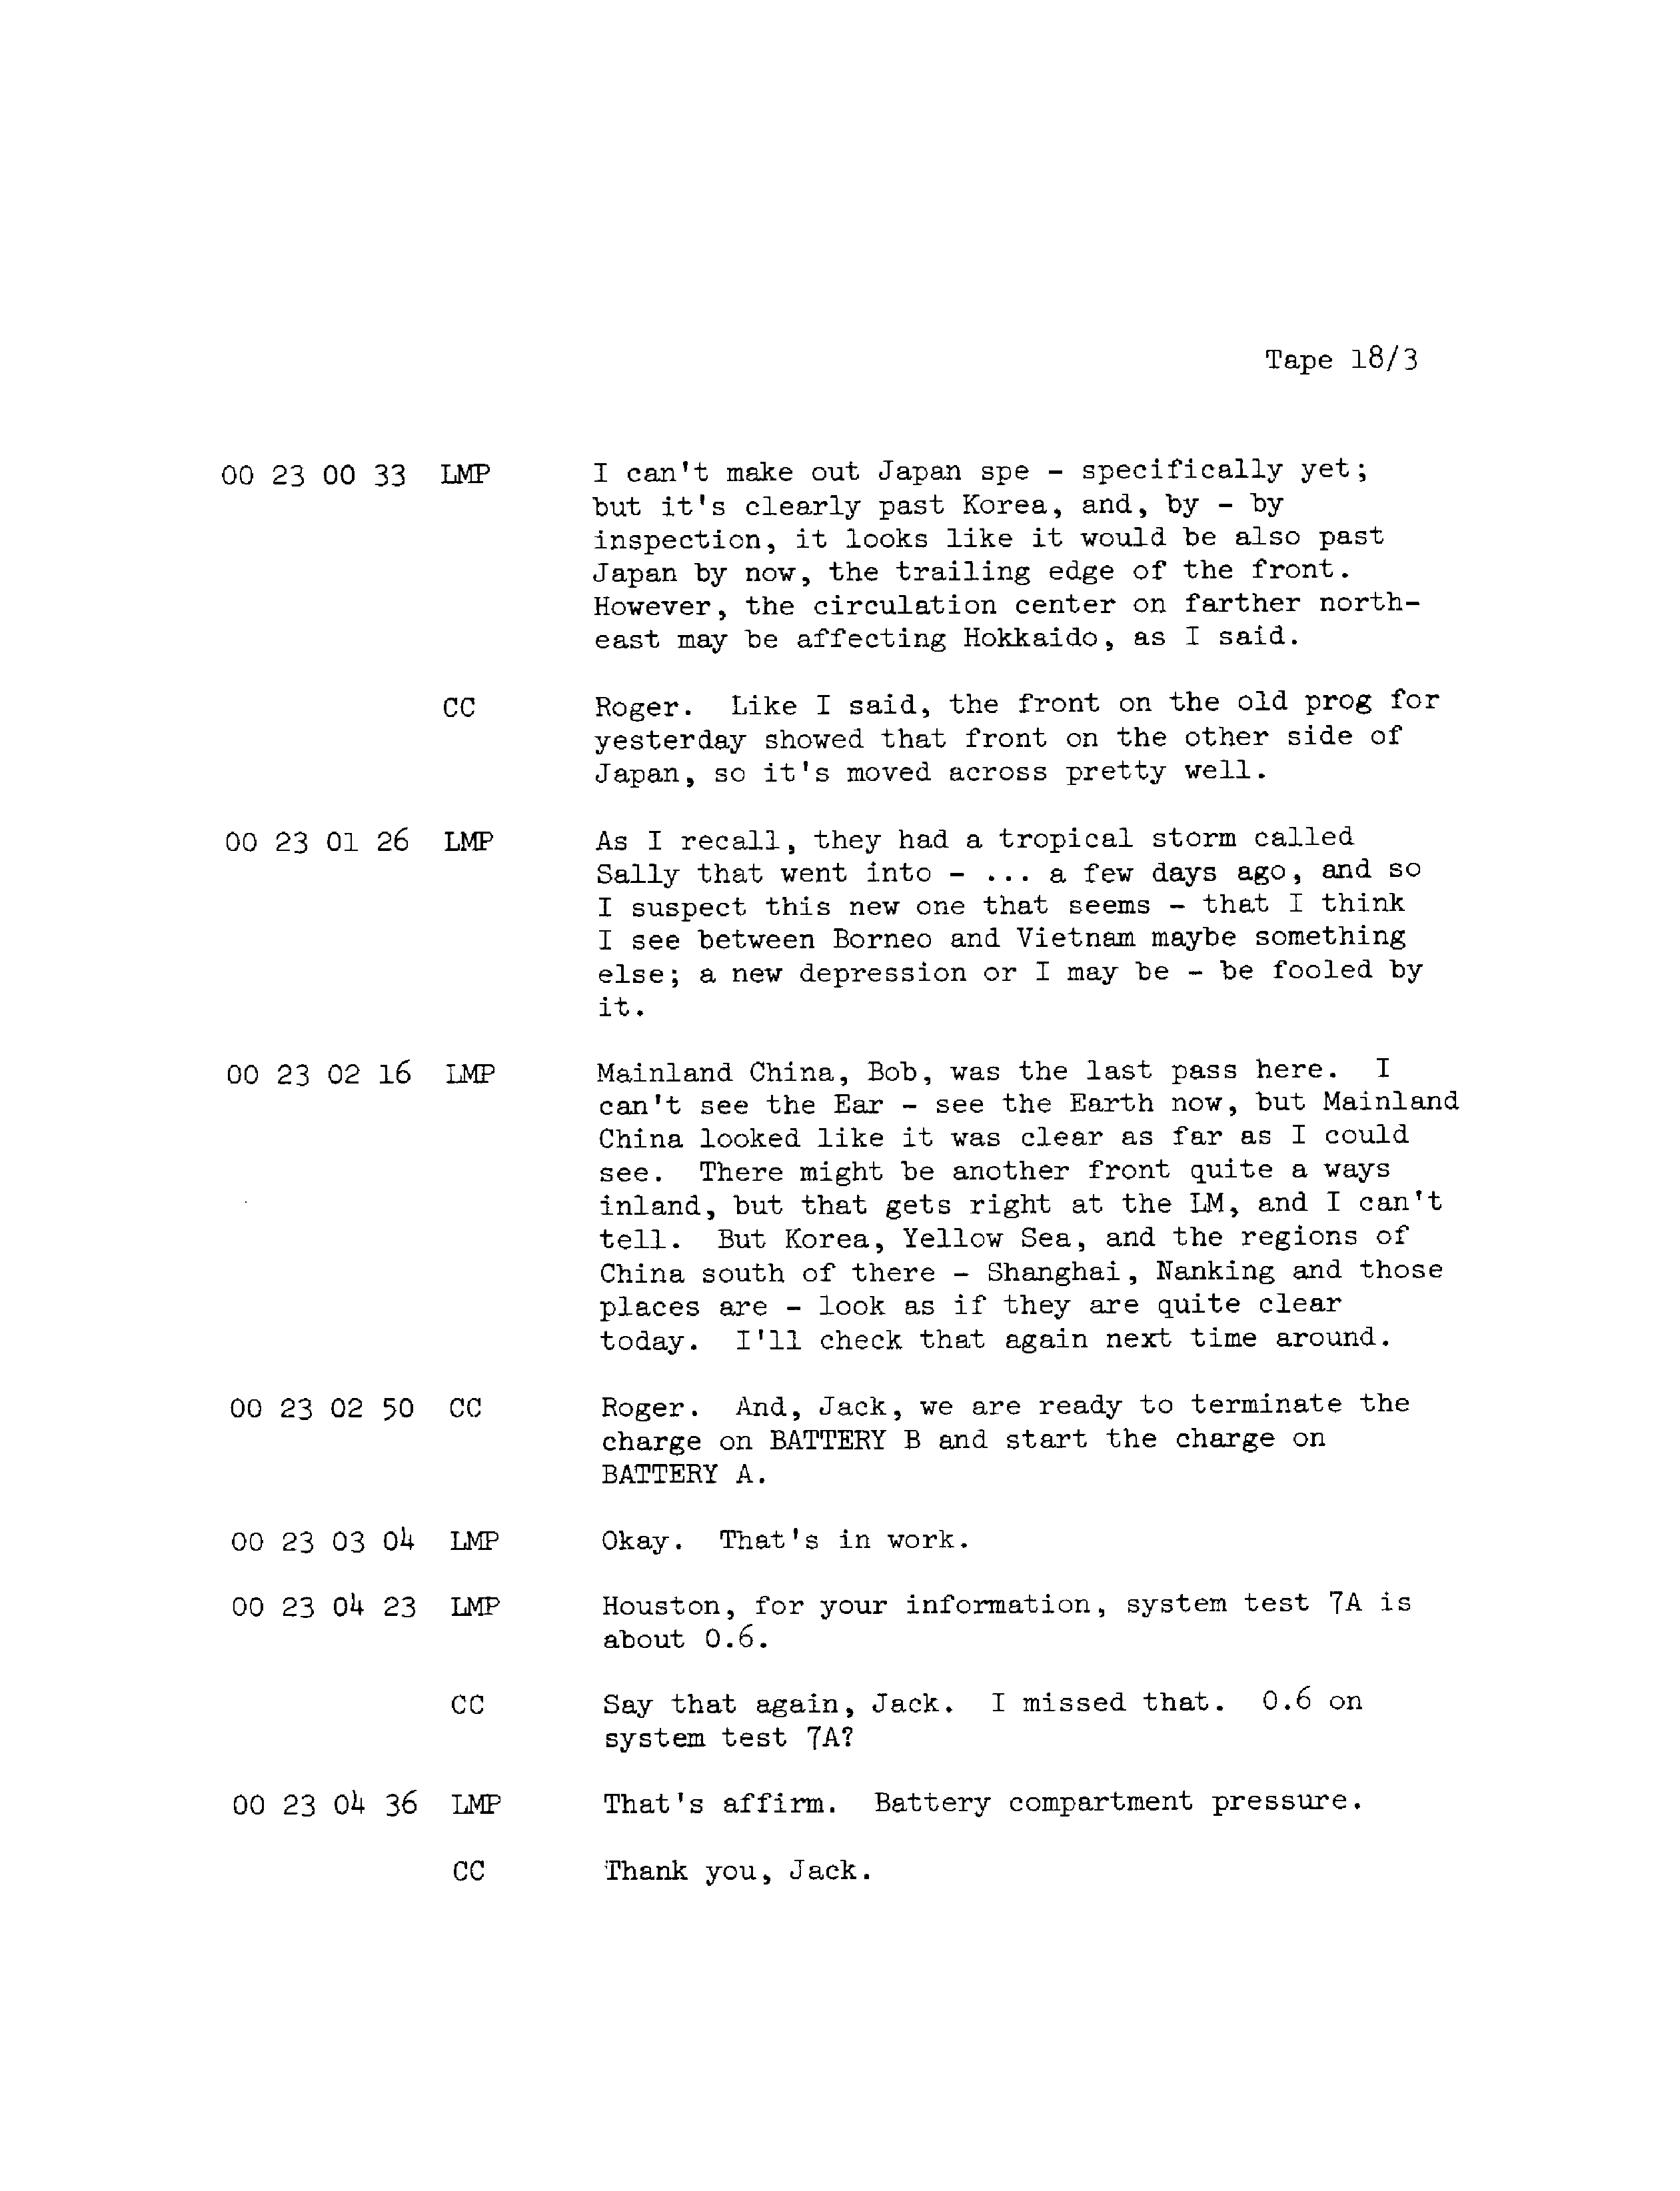 Tape 18/3
00 23 00 33 LMP I can't make out Japan spe - specifically yet;
but it's clearly past Korea, and, by - by
inspection, it looks like it would be also past
Japan by now, the trailing edge of the front.
However, the circulation center on farther north-
east may be affecting Hokkaido, as I said.
CC Roger. Like I said, the front on the old prog for
yesterday showed that front on the other side of
Japan, so it's moved across pretty well.
00 23 01 26 LMP As I recall, they had a tropical storm called
Sally that went into - ... a few days ago, and so
I suspect this new one that seems - that I think
I see between Borneo and Vietnam maybe something
else; a new depression or I may be - be fooled by
it.
00 23 02 16 LMP Mainland China, Bob, was the last pass here. I
can't see the Ear - see the Earth now, but Mainland
China looked like it was clear as far as I could
see. There might be another front quite a ways
inland, but that gets right at the LM, and I can't
tell. But Korea, Yellow Sea, and the regions of
China south of there - Shanghai, Nanking and those
places are - look as if they are quite clear
today. I'll check that again next time around.
00 23 02 50 CC Roger. And, Jack, we are ready to terminate the
charge on BATTERY B and start the charge on
BATTERY A.
00 23 03 04 LMP Okay. That's in work.
00 23 04 23 LMP Houston, for your information, system test 7A is
about 0.6.
CC Say that again, Jack. I missed that. 0.6 on
system test 7A?
00 23 04 36 LMP That's affirm. Battery compartment pressure.
CC Thank you, Jack.